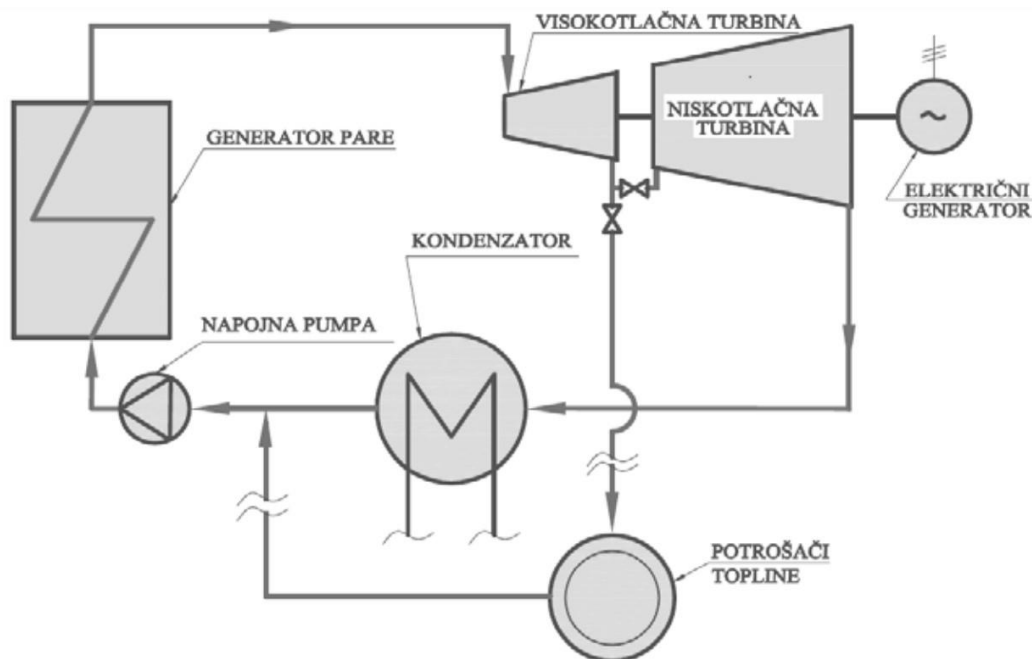 VISOKOTLAČNA TURBINA
NISKOTLAČNA
TURBINA
GENERATOR PARE
ELEKTRIČNI
GENERATOR
KONDENZATOR
NAPOJNA PUMPA
POTROŠAČI
TOPLINE